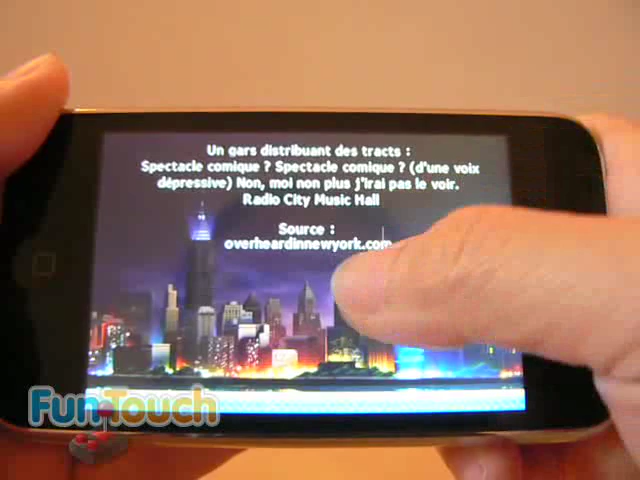 Un gars distribuant des tracts :
Spectacle comique ? Spectacle comique ? (d'une voix
dépressive) Non, moi non plus j'irai pas le voir.
Radio City Music Hall
Source :
overheardinnewyork.com
FunTouch